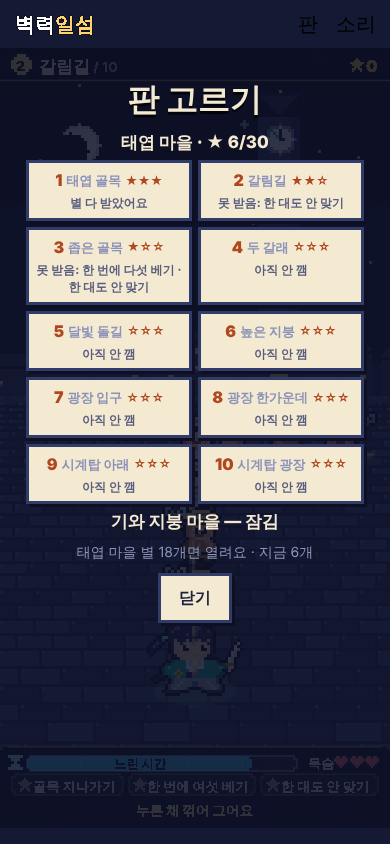 벽력일섬 판 소리
2 갈림길 / 10 ★0
판 고르기
태엽 마을 · ★ 6/30
1 태엽 골목 ★★★
별 다 받았어요
2 갈림길 ★★☆
못 받음: 한 대도 안 맞기
3 좁은 골목 ★☆☆
못 받음: 한 번에 다섯 베기 ·
한 대도 안 맞기
4 두 갈래 ☆☆☆
아직 안 깸
5 달빛 돌길 ☆☆☆
아직 안 깸
6 높은 지붕 ☆☆☆
아직 안 깸
7 광장 입구 ☆☆☆
아직 안 깸
8 광장 한가운데 ☆☆☆
아직 안 깸
9 시계탑 아래 ☆☆☆
아직 안 깸
10 시계탑 광장 ☆☆☆
아직 안 깸
기와 지붕 마을 — 잠김
태엽 마을 별 18개면 열려요 · 지금 6개
닫기
느린 시간 목숨
★골목 지나가기 ★한 번에 여섯 베기 ★한 대도 안 맞기
누른 채 꺾어 그어요